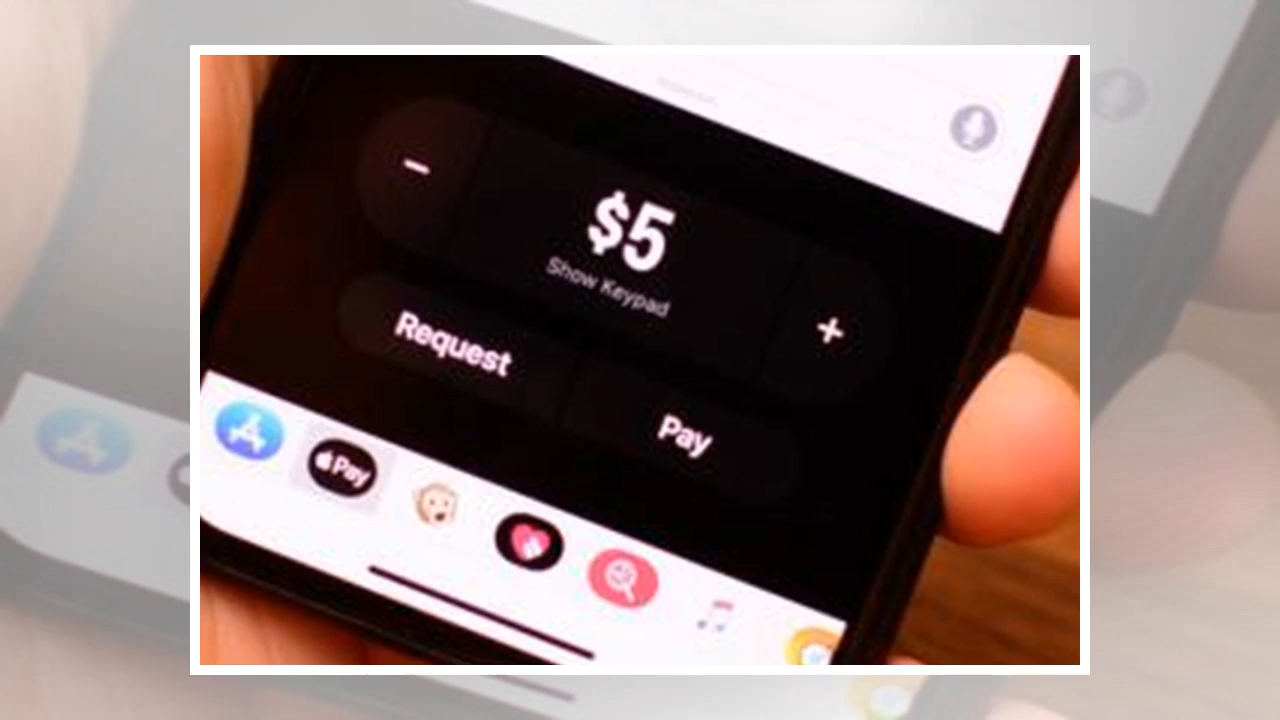 −
$5
Show Keypad
+
Request
Pay
Pay